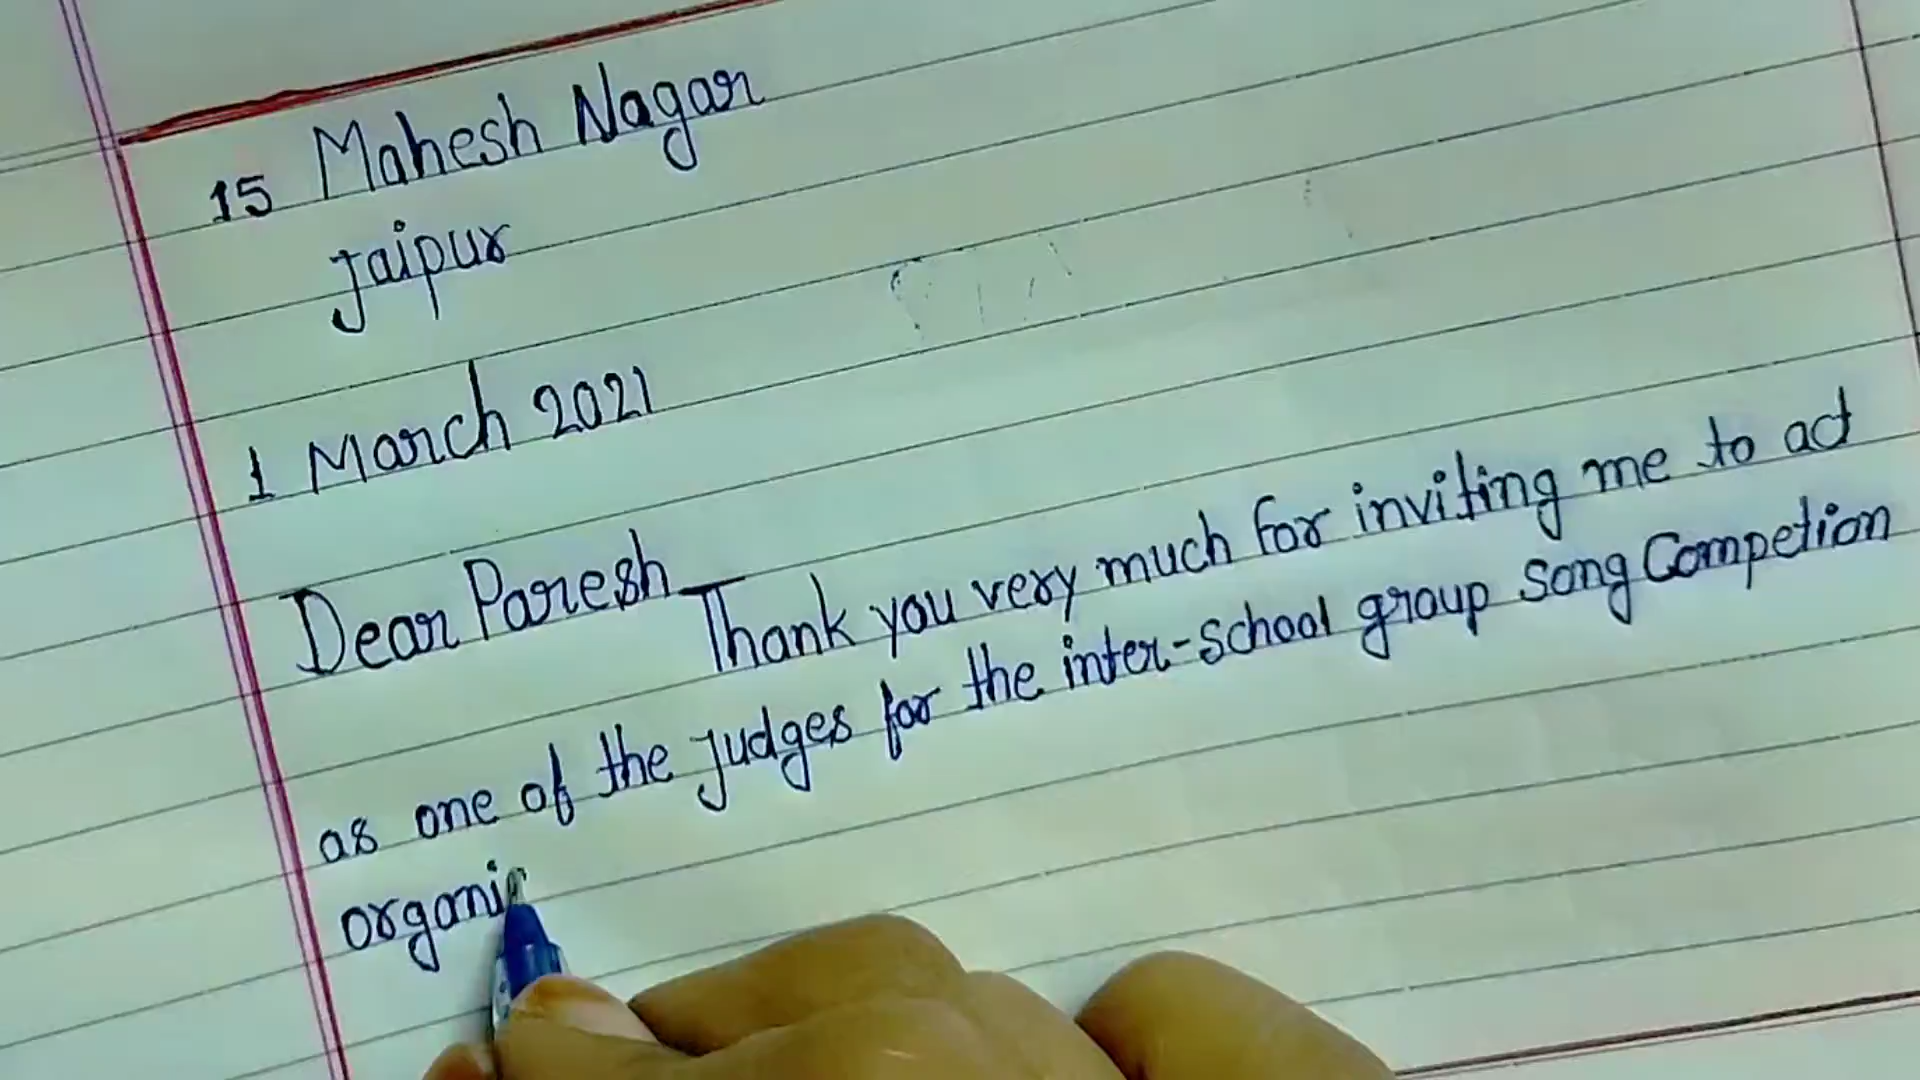 15 Mahesh Nagar
Jaipur
1 March 2021
Dear Paresh
Thank you very much for inviting me to act
as one of the judges for the inter-school group song Competion
organi